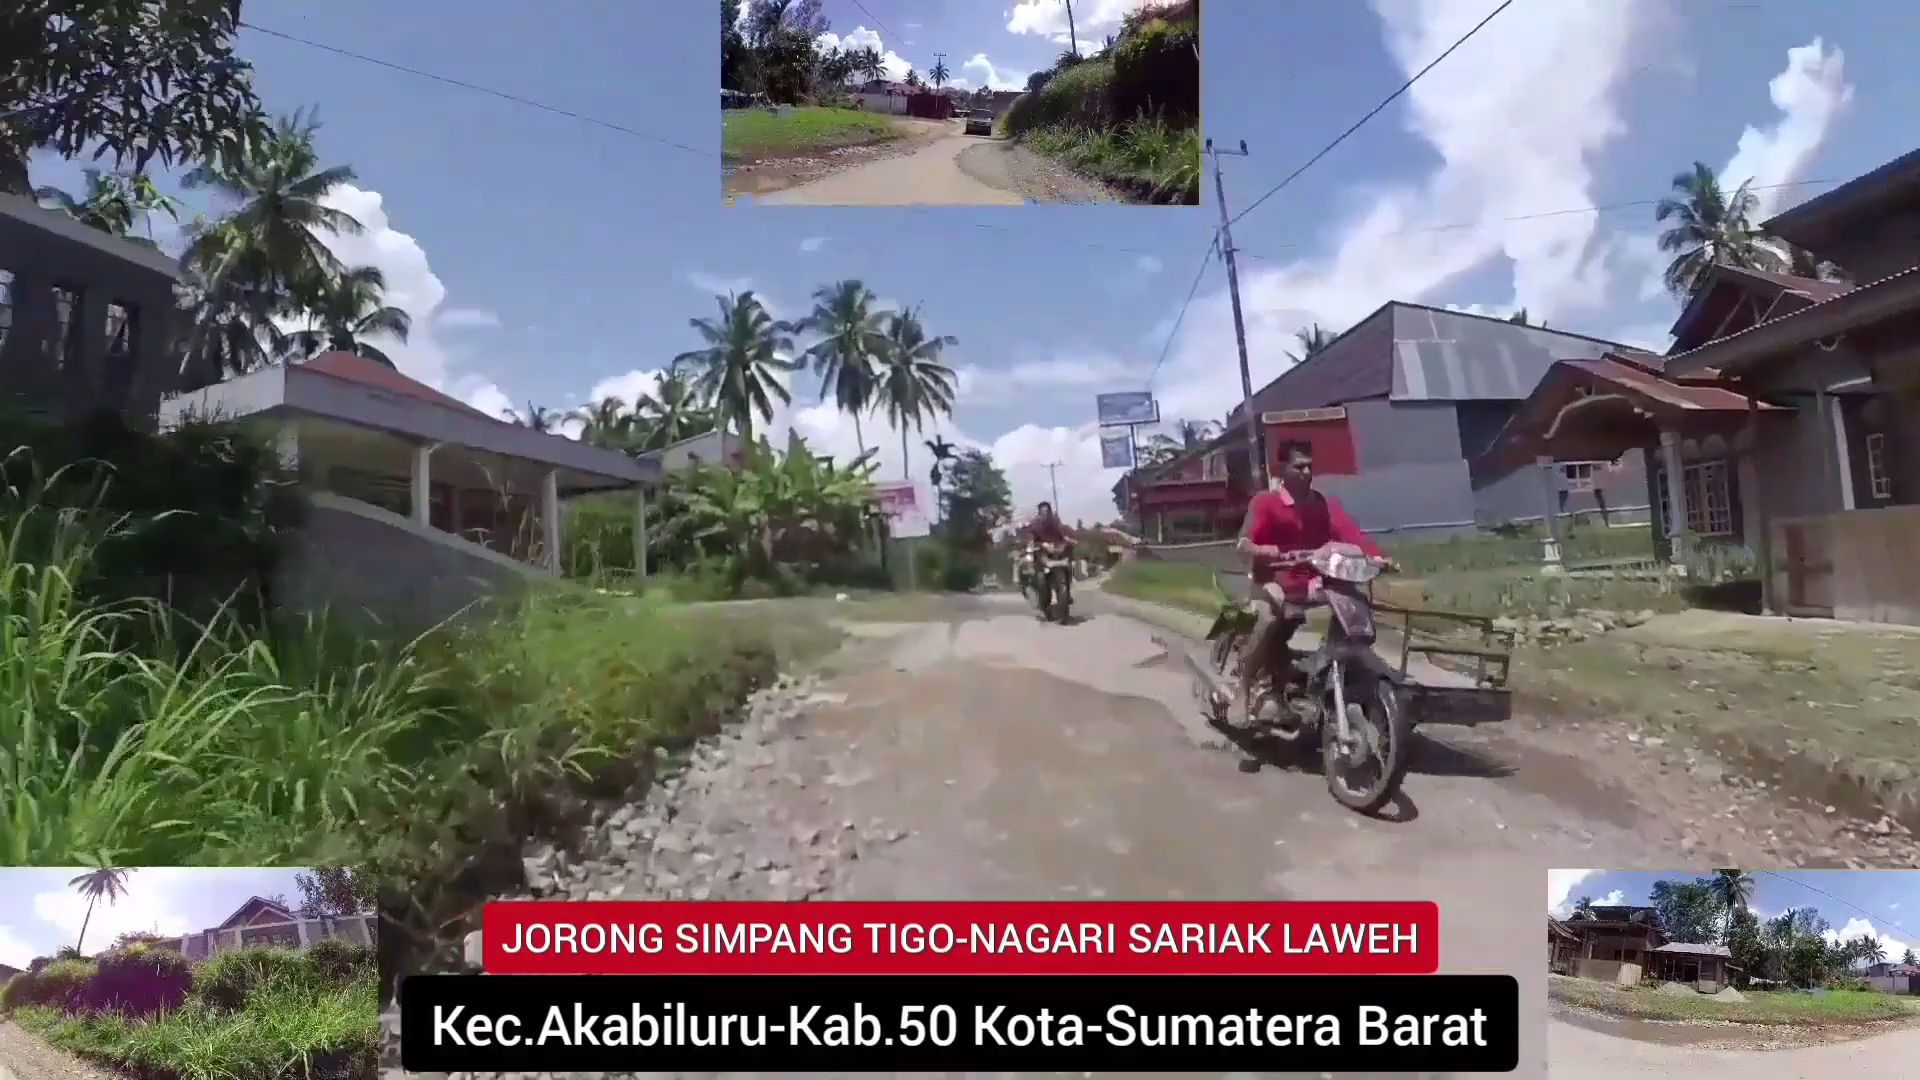 JORONG SIMPANG TIGO-NAGARI SARIAK LAWEH
Kec.Akabiluru-Kab.50 Kota-Sumatera Barat